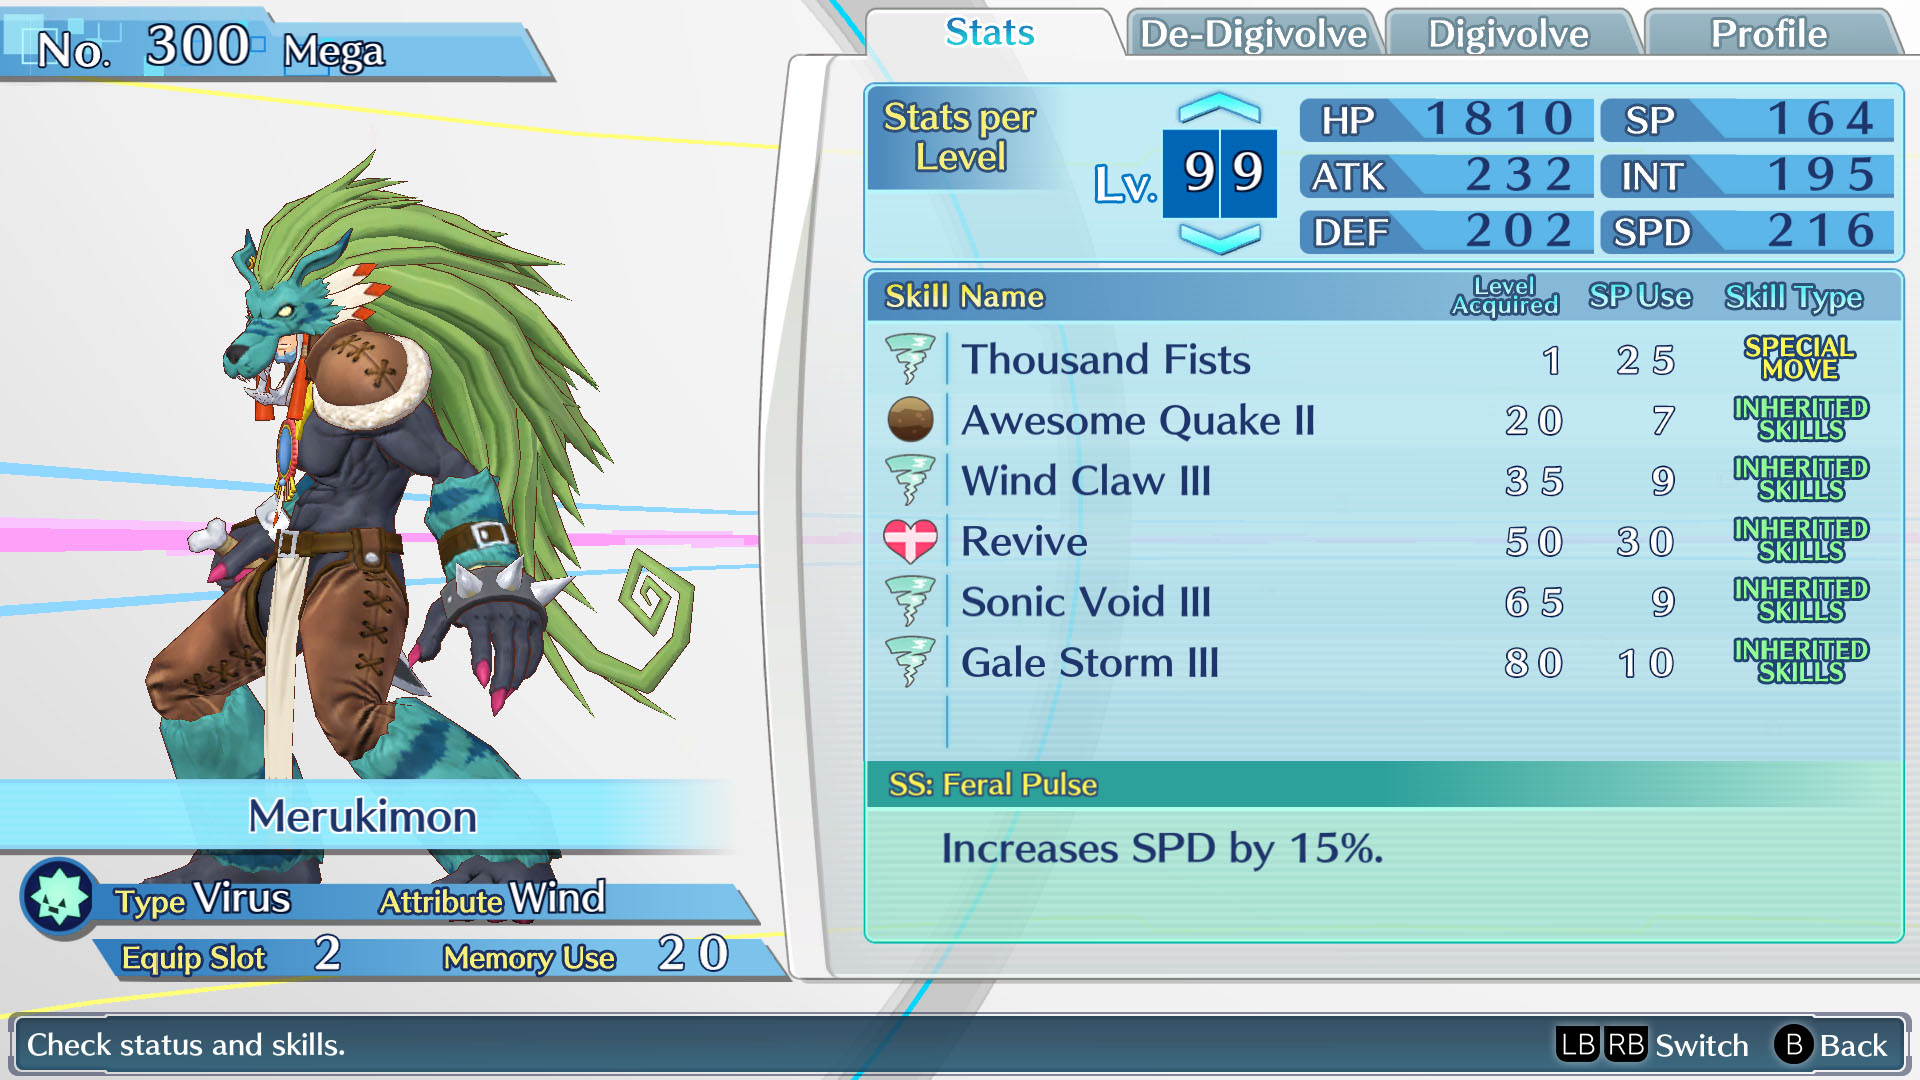 No. 300 Mega
Stats De-Digivolve Digivolve Profile
Stats per
Level
Lv. 99
HP 1810 SP 164
ATK 232 INT 195
DEF 202 SPD 216
Skill Name Level Acquired SP Use Skill Type
Thousand Fists 1 25 SPECIAL MOVE
Awesome Quake II 20 7 INHERITED SKILLS
Wind Claw III 35 9 INHERITED SKILLS
Revive 50 30 INHERITED SKILLS
Sonic Void III 65 9 INHERITED SKILLS
Gale Storm III 80 10 INHERITED SKILLS
SS: Feral Pulse
Increases SPD by 15%.
Merukimon
Type Virus Attribute Wind
Equip Slot 2 Memory Use 20
Check status and skills.
LB RB Switch B Back